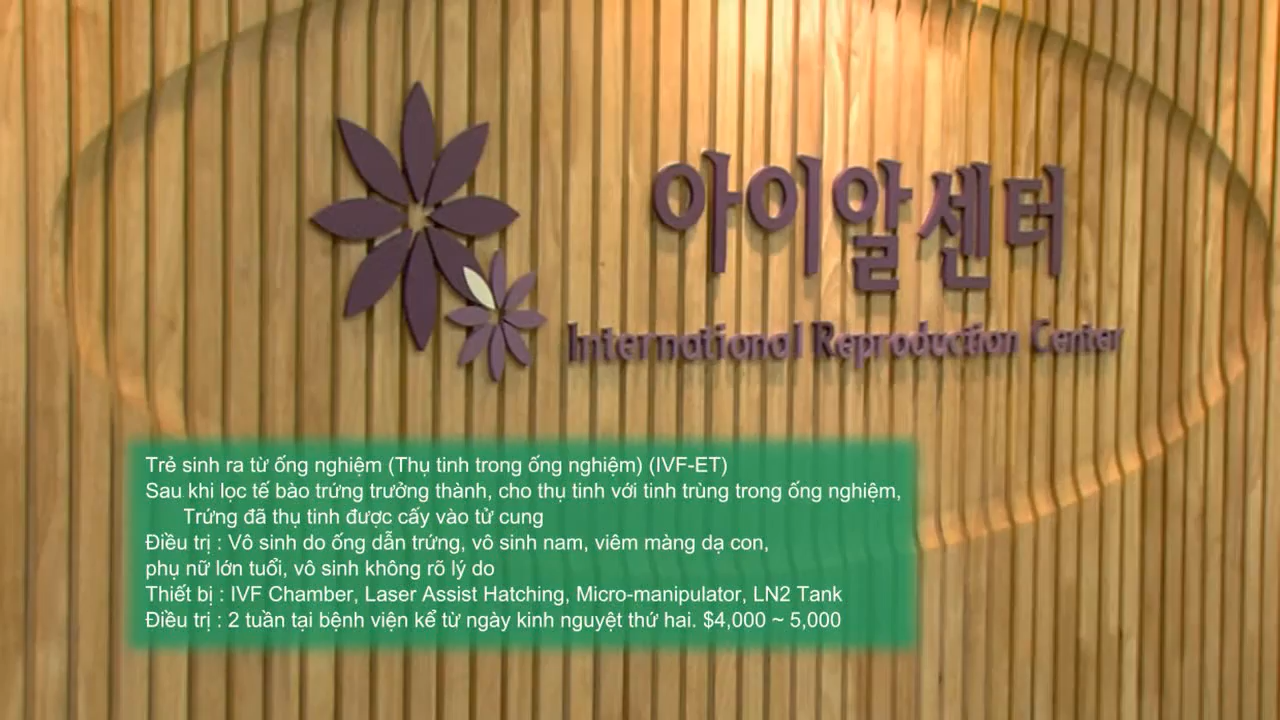 아이알센터
International Reproduction Center
Trẻ sinh ra từ ống nghiệm (Thụ tinh trong ống nghiệm) (IVF-ET)
Sau khi lọc tế bào trứng trưởng thành, cho thụ tinh với tinh trùng trong ống nghiệm,
Trứng đã thụ tinh được cấy vào tử cung
Điều trị : Vô sinh do ống dẫn trứng, vô sinh nam, viêm màng dạ con,
phụ nữ lớn tuổi, vô sinh không rõ lý do
Thiết bị : IVF Chamber, Laser Assist Hatching, Micro-manipulator, LN2 Tank
Điều trị : 2 tuần tại bệnh viện kể từ ngày kinh nguyệt thứ hai. $4,000 ~ 5,000